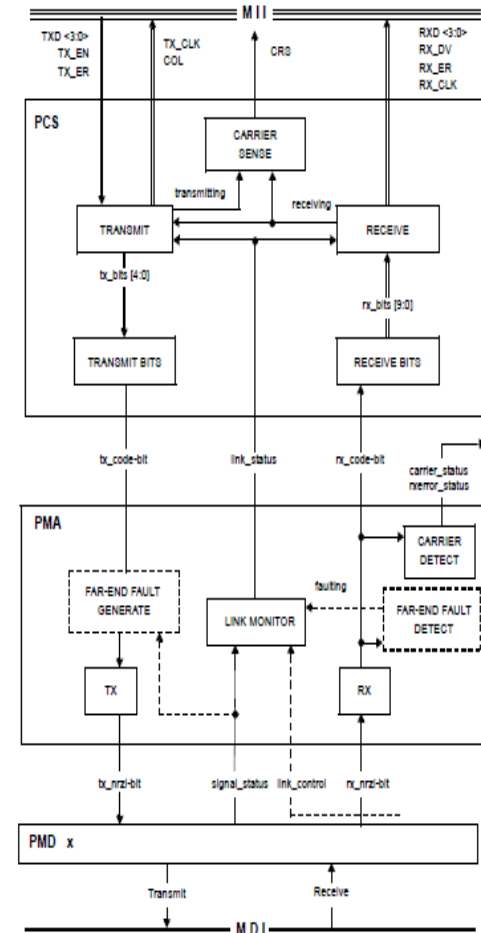 MII
TXD <3:0>
TX_EN
TX_ER
TX_CLK
COL
CRS
RXD <3:0>
RX_DV
RX_ER
RX_CLK
PCS
CARRIER
SENSE
transmitting
receiving
TRANSMIT
RECEIVE
tx_bits [4:0]
rx_bits [9:0]
TRANSMIT BITS
RECEIVE BITS
tx_code-bit
link_status
rx_code-bit
carrier_status
rxerror_status
PMA
CARRIER
DETECT
FAR-END FAULT
GENERATE
faulting
LINK MONITOR
FAR-END FAULT
DETECT
TX
RX
tx_nrzi-bit
signal_status
link_control
rx_nrzi-bit
PMD x
Transmit
Receive
MDI